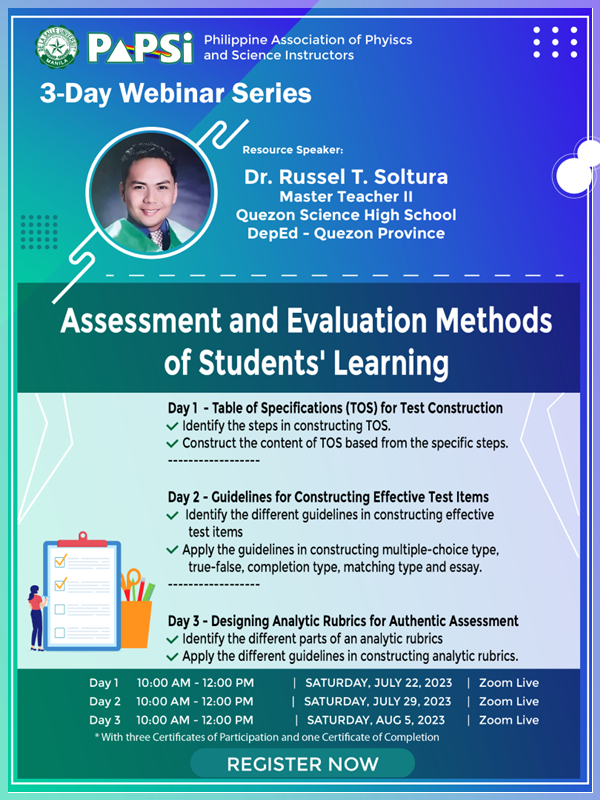 DE LA SALLE UNIVERSITY
MANILA
PAPSi
Philippine Association of Phyiscs
and Science Instructors
3-Day Webinar Series
Resource Speaker:
Dr. Russel T. Soltura
Master Teacher II
Quezon Science High School
DepEd - Quezon Province
Assessment and Evaluation Methods
of Students' Learning
Day 1 - Table of Specifications (TOS) for Test Construction
Identify the steps in constructing TOS.
Construct the content of TOS based from the specific steps.
------------------
Day 2 - Guidelines for Constructing Effective Test Items
Identify the different guidelines in constructing effective
test items
Apply the guidelines in constructing multiple-choice type,
true-false, completion type, matching type and essay.
------------------
Day 3 - Designing Analytic Rubrics for Authentic Assessment
Identify the different parts of an analytic rubrics
Apply the different guidelines in constructing analytic rubrics.
Day 1 10:00 AM - 12:00 PM | SATURDAY, JULY 22, 2023 | Zoom Live
Day 2 10:00 AM - 12:00 PM | SATURDAY, JULY 29, 2023 | Zoom Live
Day 3 10:00 AM - 12:00 PM | SATURDAY, AUG 5, 2023 | Zoom Live
* With three Certificates of Participation and one Certificate of Completion
REGISTER NOW